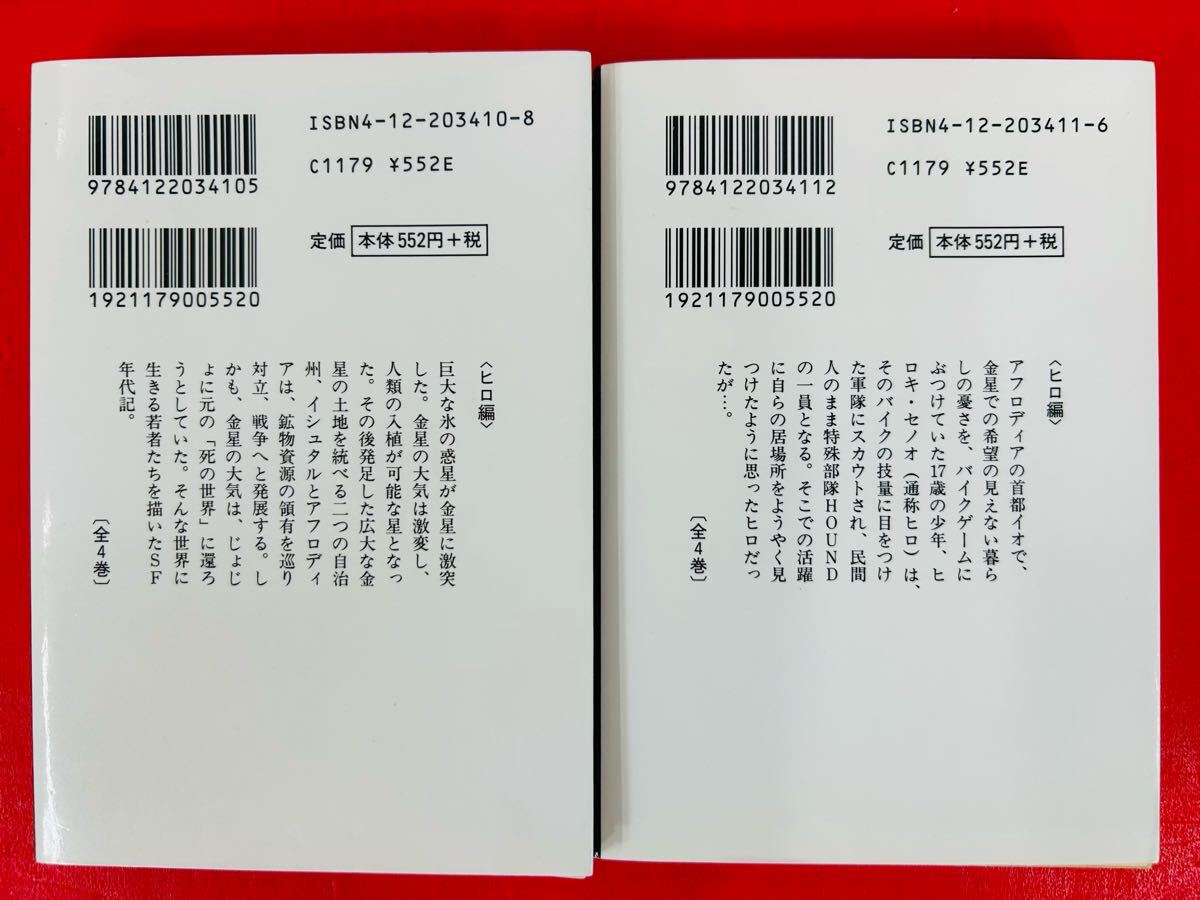 ISBN4-12-203410-8
C1179 ¥552E
9784122034105
定価 本体552円+税
1921179005520
〈ヒロ編〉
巨大な氷の惑星が金星に激突
した。金星の大気は激変し、
人類の入植が可能な星となっ
た。その後発足した広大な金
星の土地を統べる二つの自治
州、イシュタルとアフロディ
アは、鉱物資源の領有を巡り
対立、戦争へと発展する。し
かも、金星の大気は、じょじ
ょに元の「死の世界」に還ろ
うとしていた。そんな世界に
生きる若者たちを描いたSF
年代記。
〔全4巻〕
ISBN4-12-203411-6
C1179 ¥552E
9784122034112
定価 本体552円+税
1921179005520
〈ヒロ編〉
アフロディアの首都イオで、
金星での希望の見えない暮ら
しの憂さを、バイクゲームに
ぶつけていた17歳の少年、ヒ
ロキ・セノオ（通称ヒロ）は、
そのバイクの技量に目をつけ
た軍隊にスカウトされ、民間
人のまま特殊部隊HOUND
の一員となる。そこでの活躍
に自らの居場所をようやく見
つけたように思ったヒロだっ
たが…。
〔全4巻〕